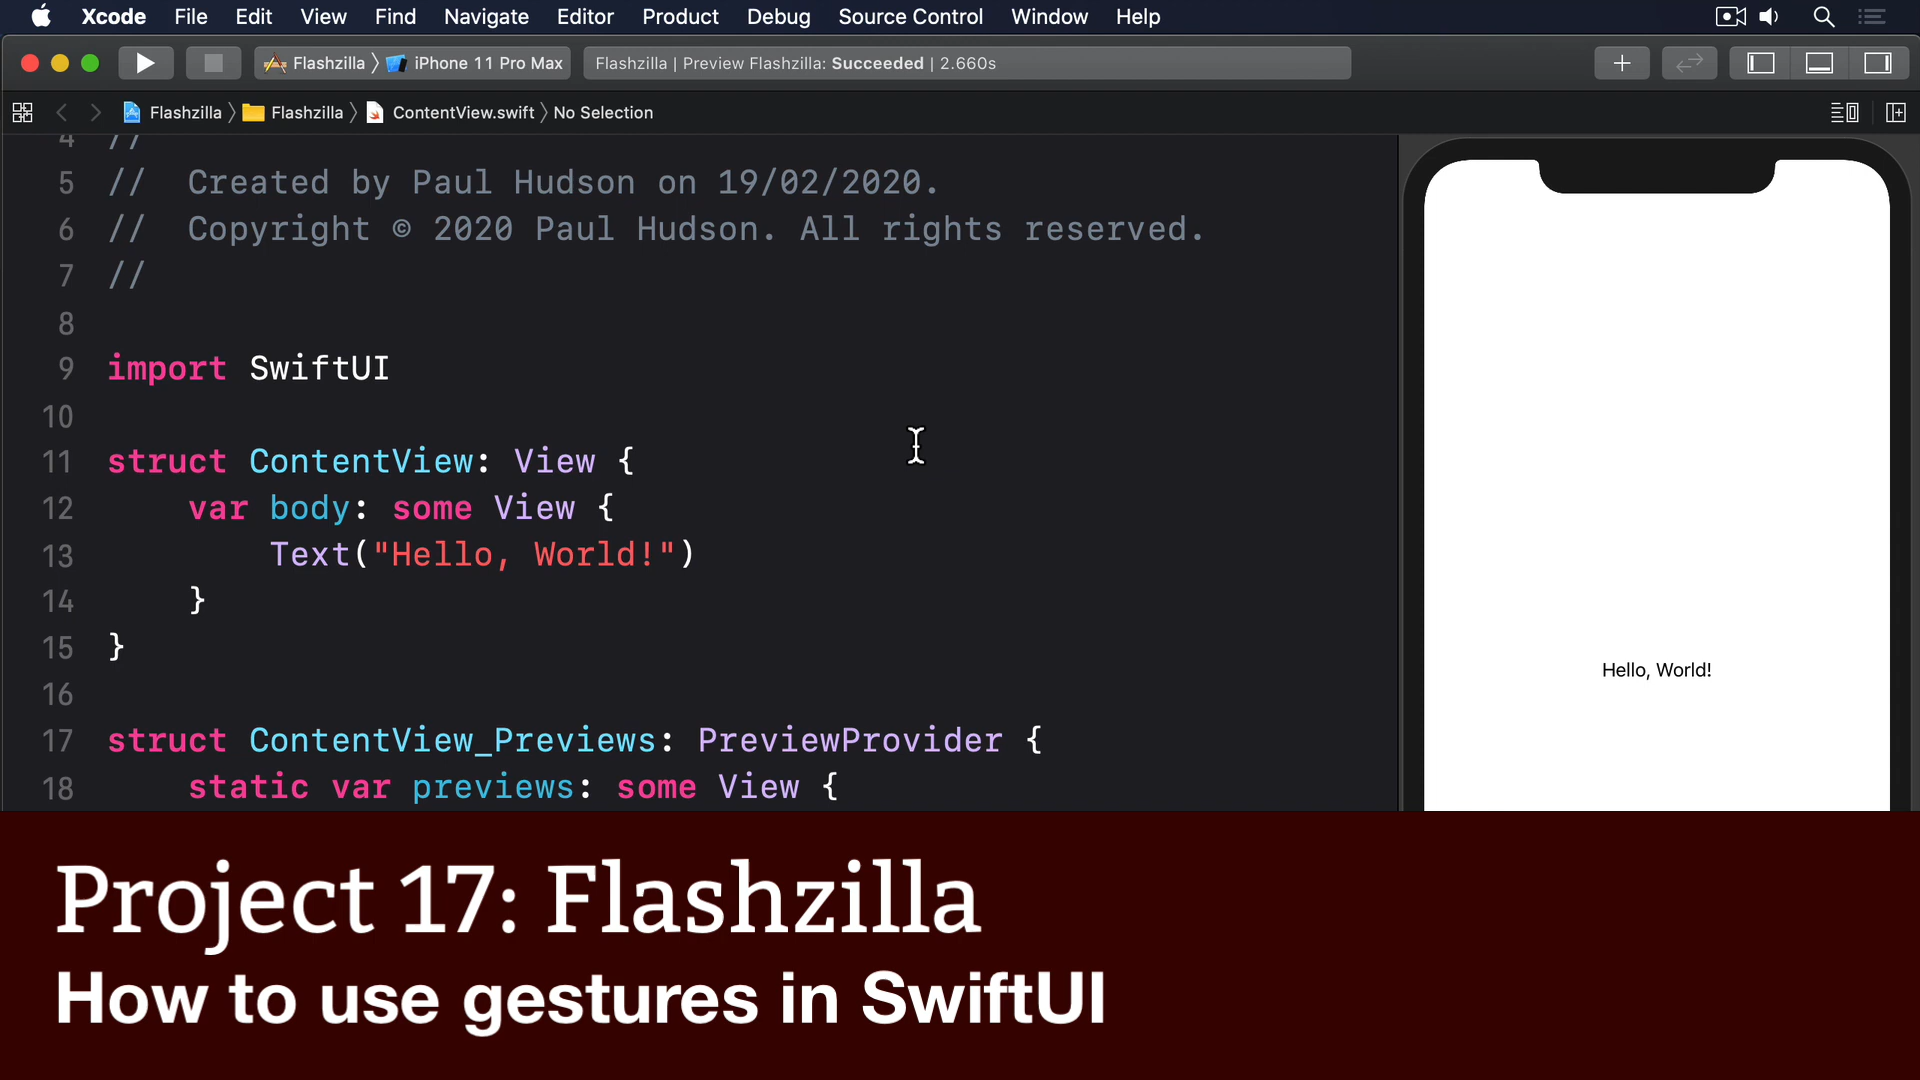 Xcode File Edit View Find Navigate Editor Product Debug Source Control Window Help
Flashzilla 〉 iPhone 11 Pro Max
Flashzilla | Preview Flashzilla: Succeeded | 2.660s
Flashzilla 〉 Flashzilla 〉 ContentView.swift 〉 No Selection
4 //
5 //  Created by Paul Hudson on 19/02/2020.
6 //  Copyright © 2020 Paul Hudson. All rights reserved.
7 //
8
9 import SwiftUI
10
11 struct ContentView: View {
12     var body: some View {
13         Text("Hello, World!")
14     }
15 }
16
17 struct ContentView_Previews: PreviewProvider {
18     static var previews: some View {
Hello, World!
Project 17: Flashzilla
How to use gestures in SwiftUI